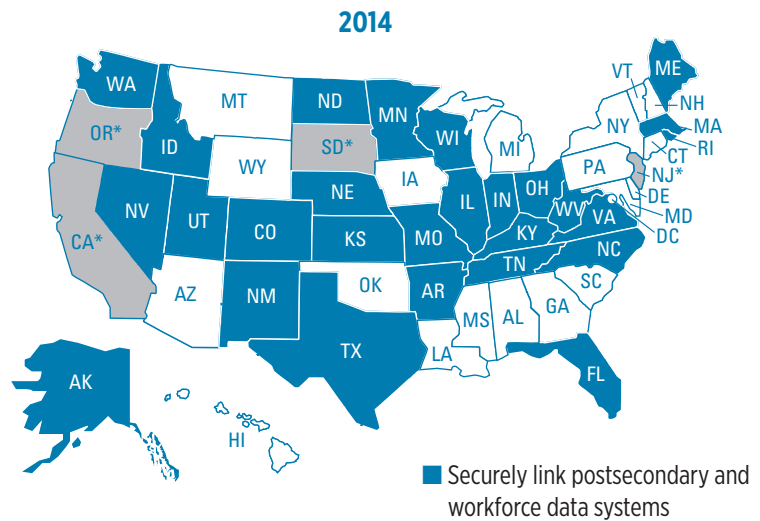 2014
WA
MT
ND
MN
VT
ME
NH
OR*
ID
WY
SD*
WI
MI
NY
MA
RI
CT
NJ*
DE
MD
DC
NV
UT
CO
NE
IA
IL
IN
OH
PA
WV
VA
CA*
KS
MO
KY
NC
TN
SC
AZ
NM
OK
AR
MS
AL
GA
TX
LA
FL
AK
HI
Securely link postsecondary and
workforce data systems